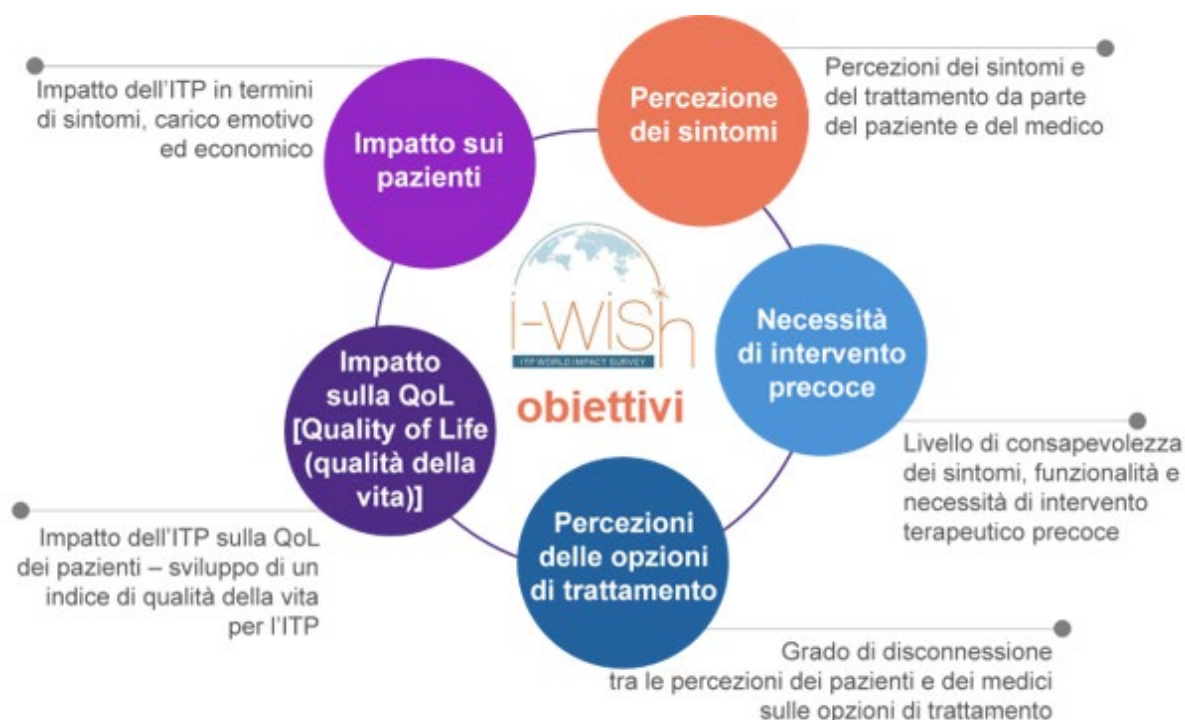 Impatto dell'ITP in termini
di sintomi, carico emotivo
ed economico
Impatto sui
pazienti
Percezione
dei sintomi
Percezioni dei sintomi e
del trattamento da parte
del paziente e del medico
i-WISh
ITP WORLD IMPACT SURVEY
obiettivi
Necessità
di intervento
precoce
Livello di consapevolezza
dei sintomi, funzionalità e
necessità di intervento
terapeutico precoce
Impatto
sulla QoL
[Quality of Life
(qualità della
vita)]
Impatto dell'ITP sulla QoL
dei pazienti – sviluppo di un
indice di qualità della vita
per l'ITP
Percezioni
delle opzioni
di trattamento
Grado di disconnessione
tra le percezioni dei pazienti e dei medici
sulle opzioni di trattamento